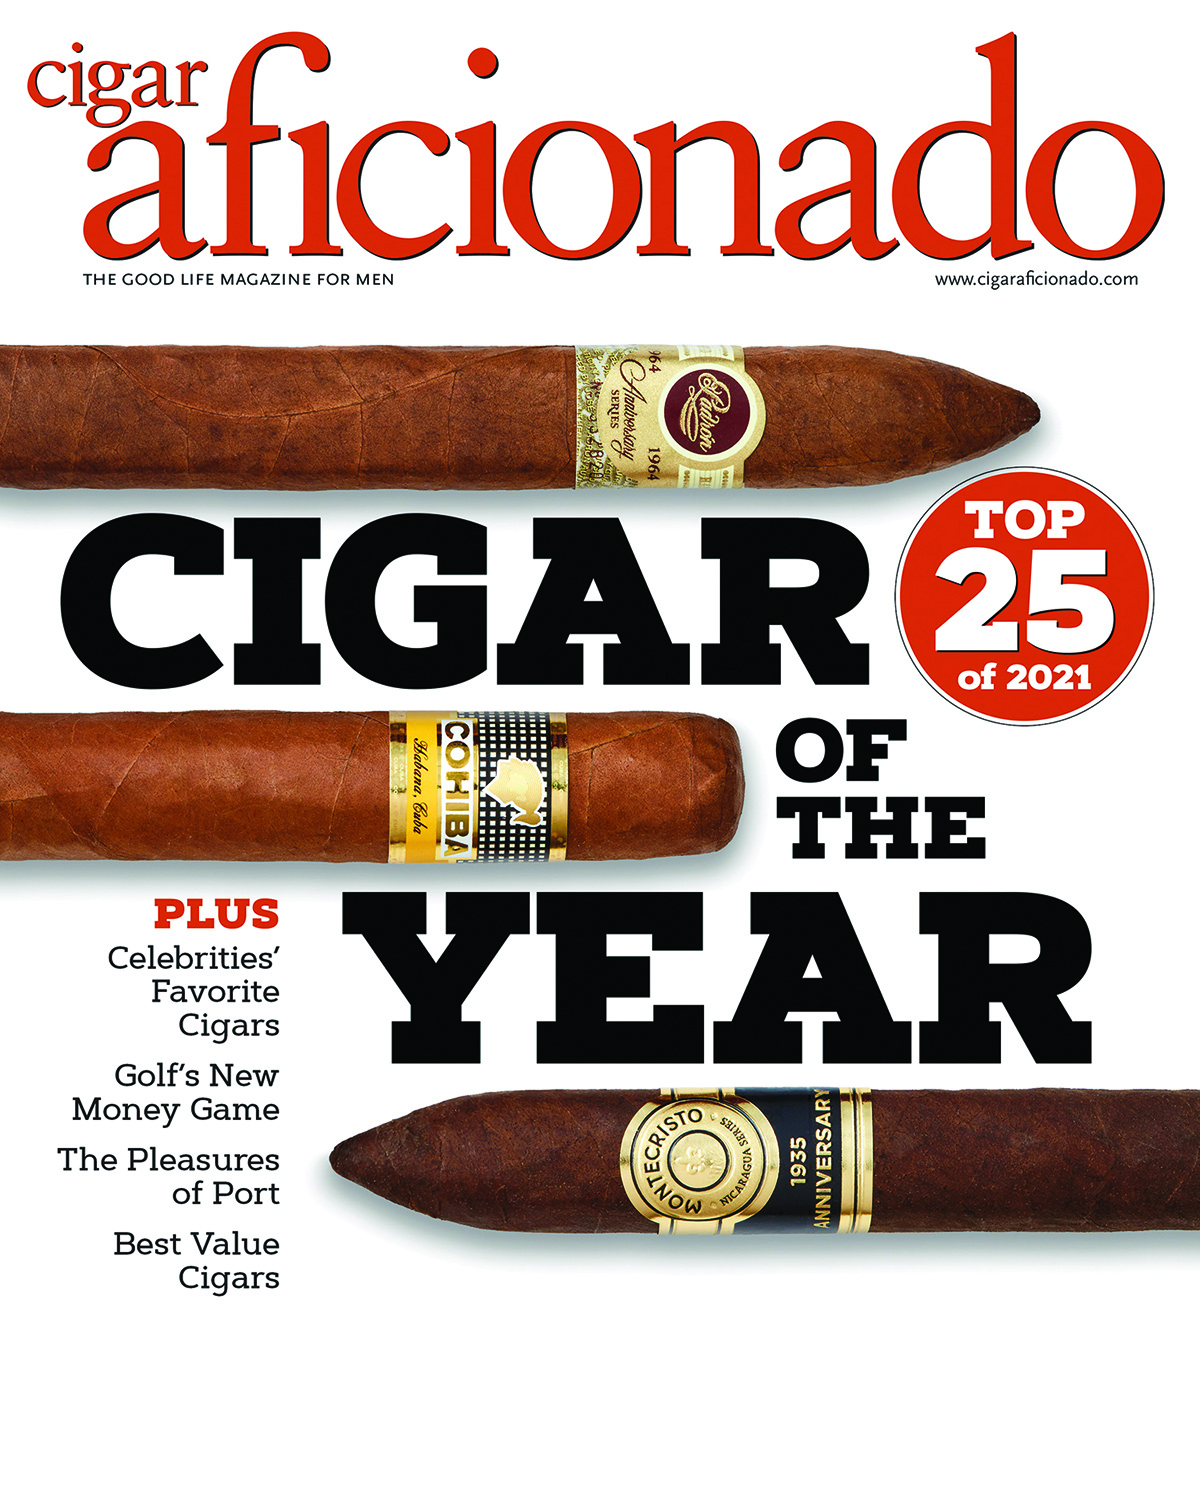 cigar
aficionado
THE GOOD LIFE MAGAZINE FOR MEN
www.cigaraficionado.com
1964
Anniversary
SERIES
1964
Padrón
CIGAR
TOP
25
of 2021
COHIBA
Habana, Cuba
OF
THE
YEAR
PLUS
Celebrities’
Favorite
Cigars
Golf’s New
Money Game
The Pleasures
of Port
Best Value
Cigars
MONTECRISTO
NICARAGUA SERIES
1935
ANNIVERSARY